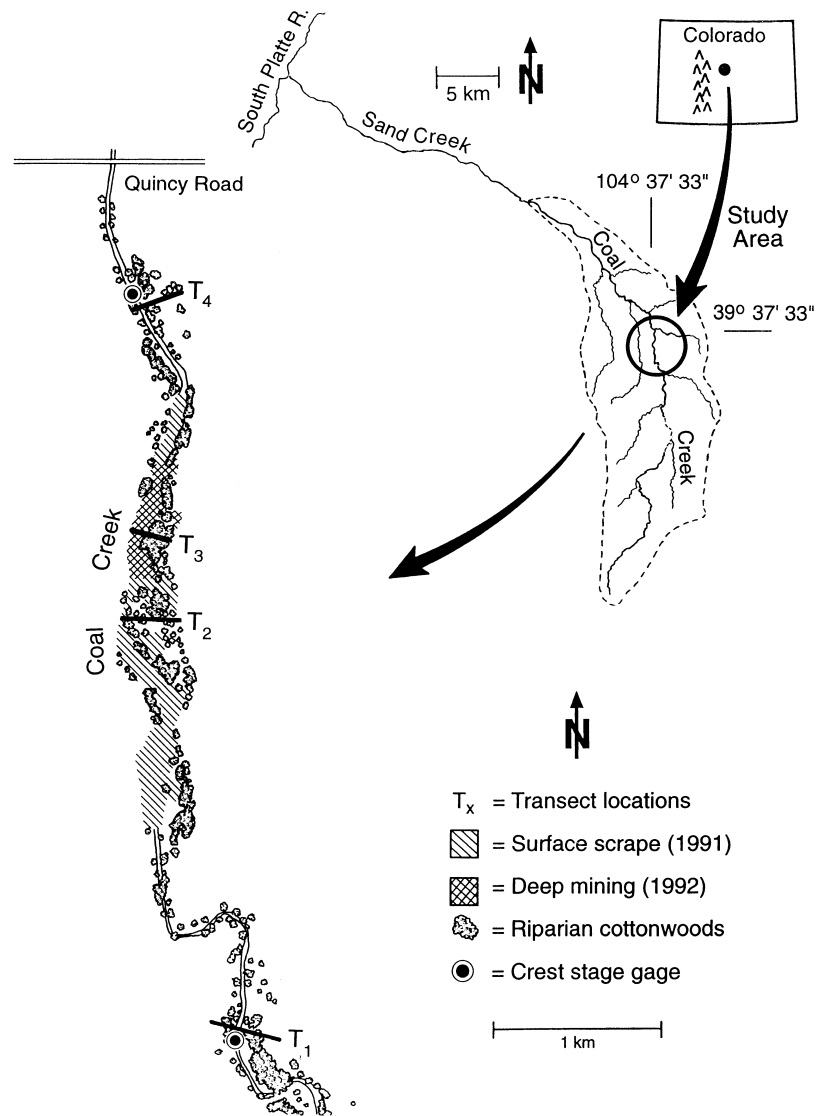 South Platte R.
5 km
N
Colorado
Sand Creek
104º 37' 33"
Study
Area
39º 37' 33"
Coal
Creek
Quincy Road
T4
T3
T2
T1
Creek
Coal
N
Tx = Transect locations
= Surface scrape (1991)
= Deep mining (1992)
= Riparian cottonwoods
= Crest stage gage
1 km